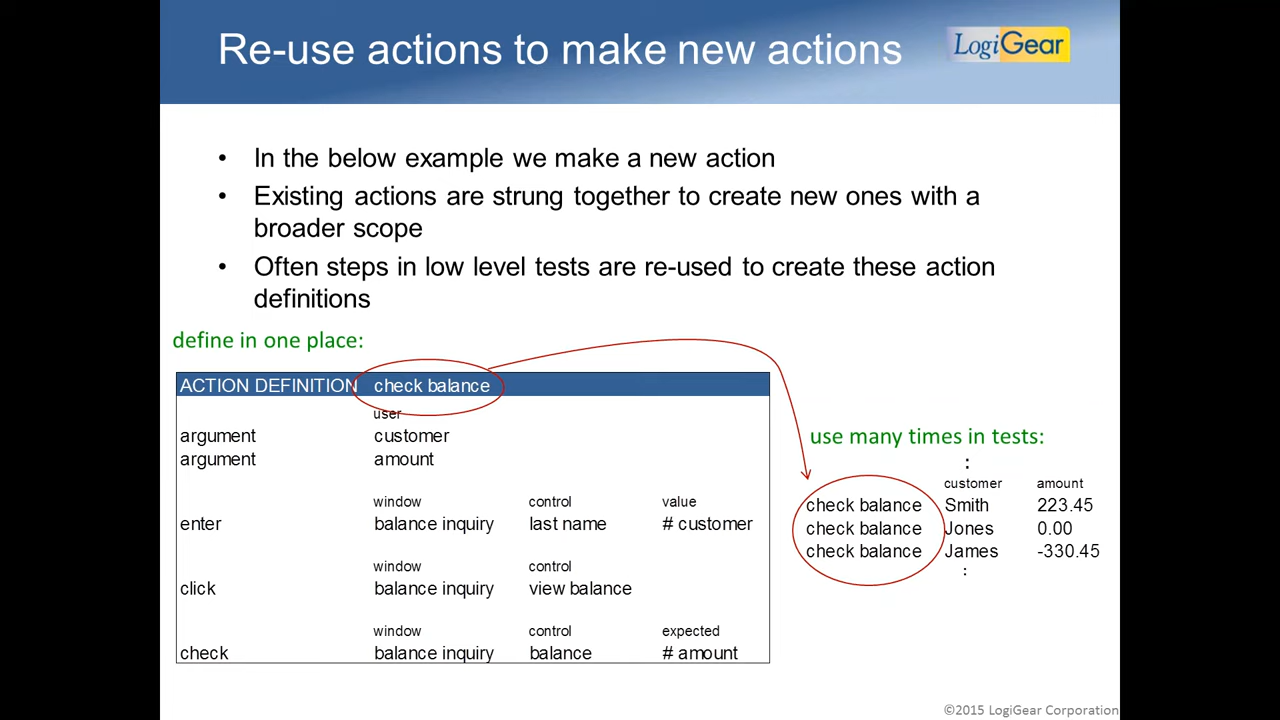 Re-use actions to make new actions
LogiGear
• In the below example we make a new action
• Existing actions are strung together to create new ones with a
broader scope
• Often steps in low level tests are re-used to create these action
definitions
define in one place:
ACTION DEFINITION check balance
user
argument customer
argument amount
window control value
enter balance inquiry last name # customer
window control
click balance inquiry view balance
window control expected
check balance inquiry balance # amount
use many times in tests:
:
customer amount
check balance Smith 223.45
check balance Jones 0.00
check balance James -330.45
:
©2015 LogiGear Corporation